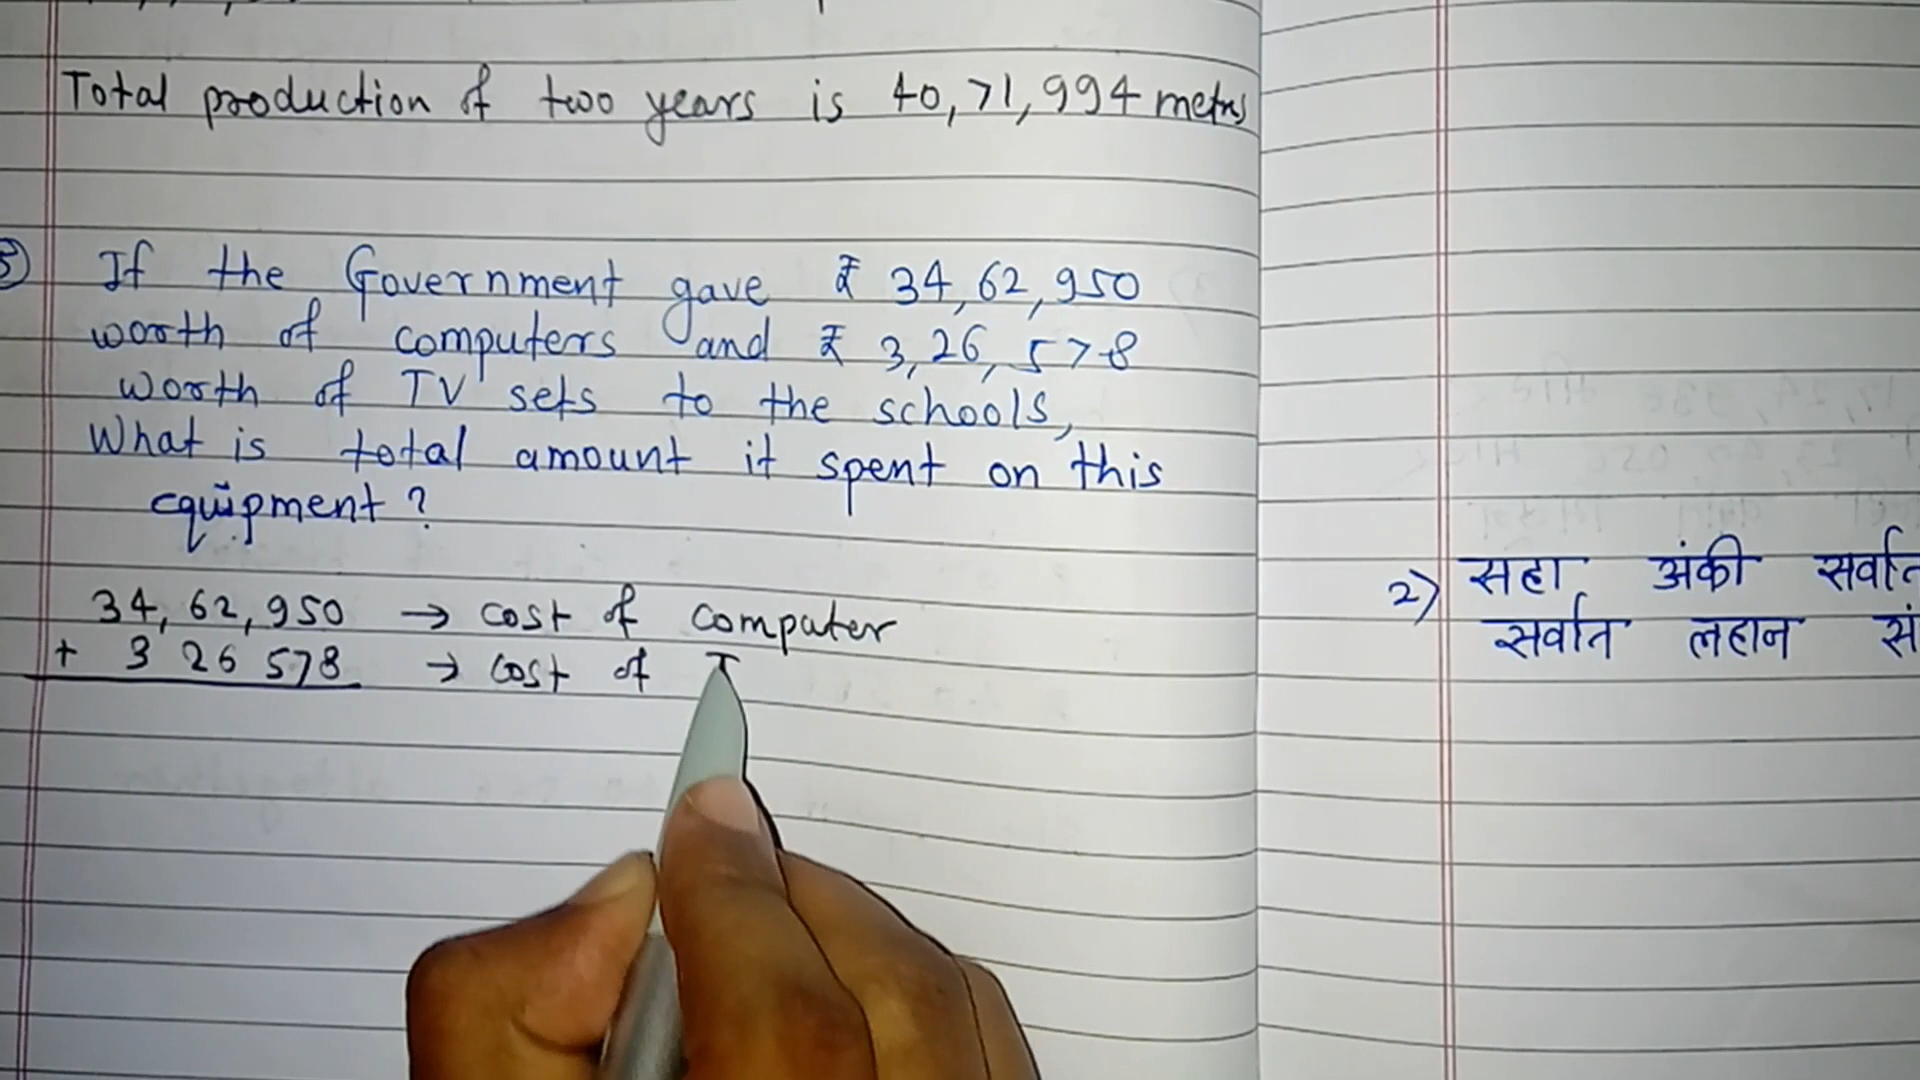 Total production of two years is 40,71,994 metrs
5) If the Government gave ₹ 34,62,950
worth of computers and ₹ 3,26,578
worth of TV sets to the schools,
What is total amount it spent on this
equipment ?
34,62,950 → cost of computer
+ 3 26 578 → cost of T
2) सहा अंकी
सर्वात लहान